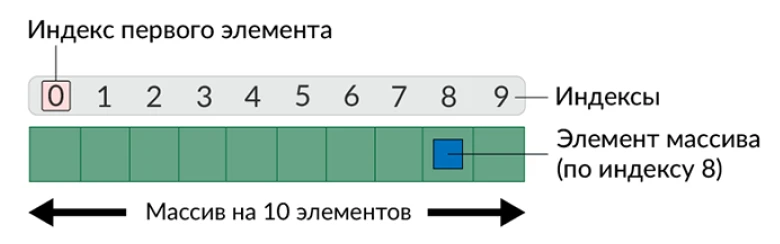 Индекс первого элемента
0 1 2 3 4 5 6 7 8 9
Индексы
Элемент массива
(по индексу 8)
Массив на 10 элементов